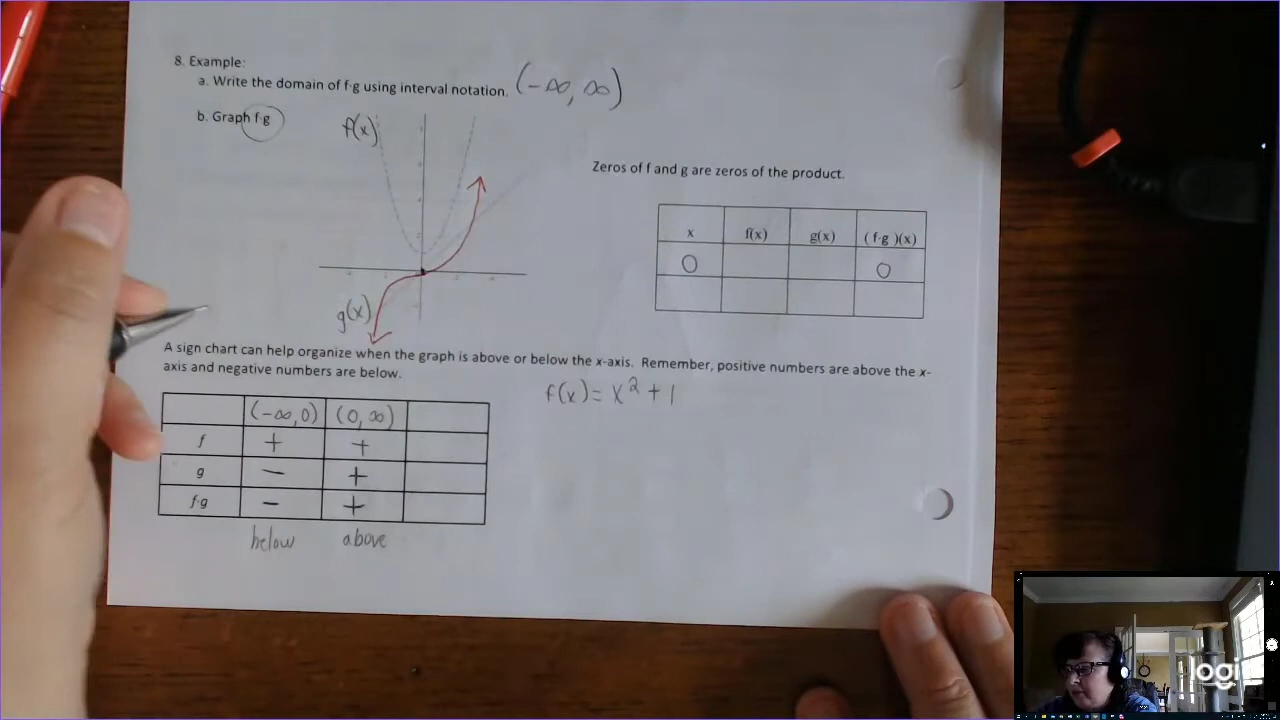 8. Example:
a. Write the domain of f·g using interval notation. (-∞, ∞)
b. Graph f·g
f(x)
g(x)
Zeros of f and g are zeros of the product.
x f(x) g(x) (f·g)(x)
0 0
A sign chart can help organize when the graph is above or below the x-axis. Remember, positive numbers are above the x-
axis and negative numbers are below.
f(x) = x² + 1
(-∞, 0) (0, ∞)
f + +
g − +
f·g − +
below above
logi